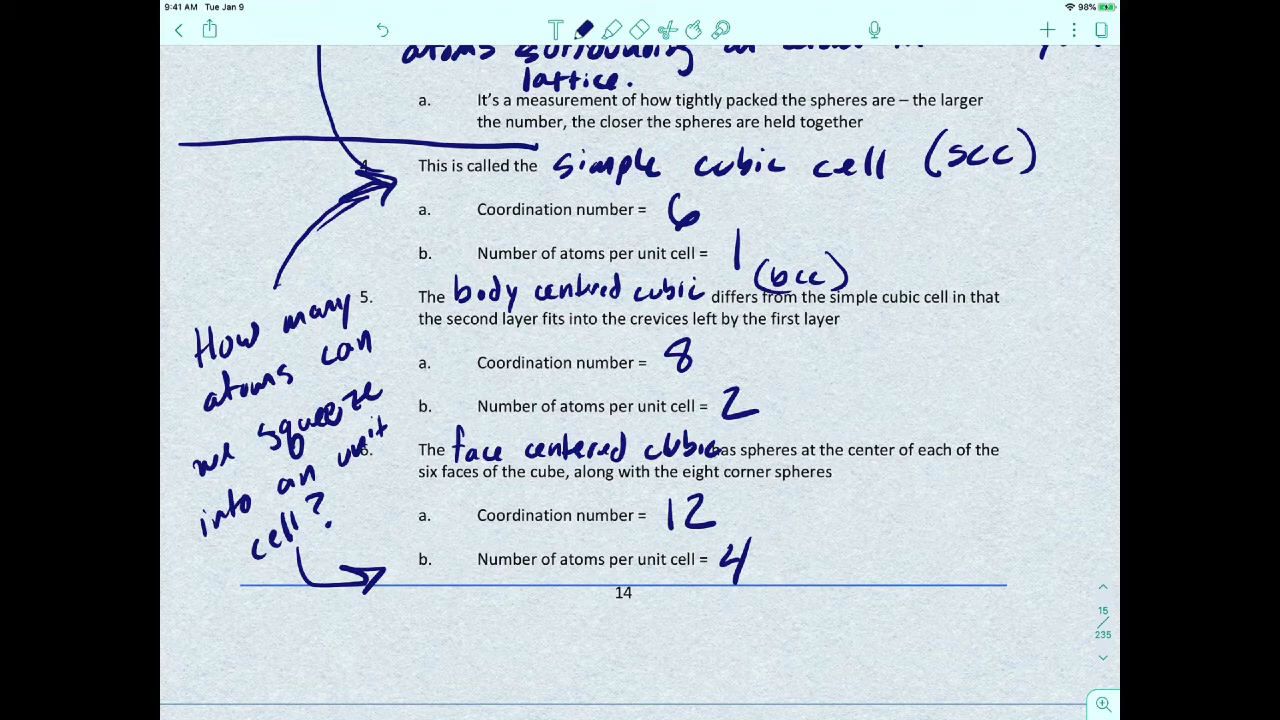 9:41 AM Tue Jan 9
98%
T
atoms surrounding an
lattice.
a. It's a measurement of how tightly packed the spheres are – the larger
the number, the closer the spheres are held together
4. This is called the simple cubic cell (scc)
a. Coordination number = 6
b. Number of atoms per unit cell = 1
(bcc)
5. The body centered cubic differs from the simple cubic cell in that
the second layer fits into the crevices left by the first layer
a. Coordination number = 8
b. Number of atoms per unit cell = 2
6. The face centered cubic has spheres at the center of each of the
six faces of the cube, along with the eight corner spheres
a. Coordination number = 12
b. Number of atoms per unit cell = 4
How many
atoms can
we squeeze
into an unit
cell?
14
15
/
235